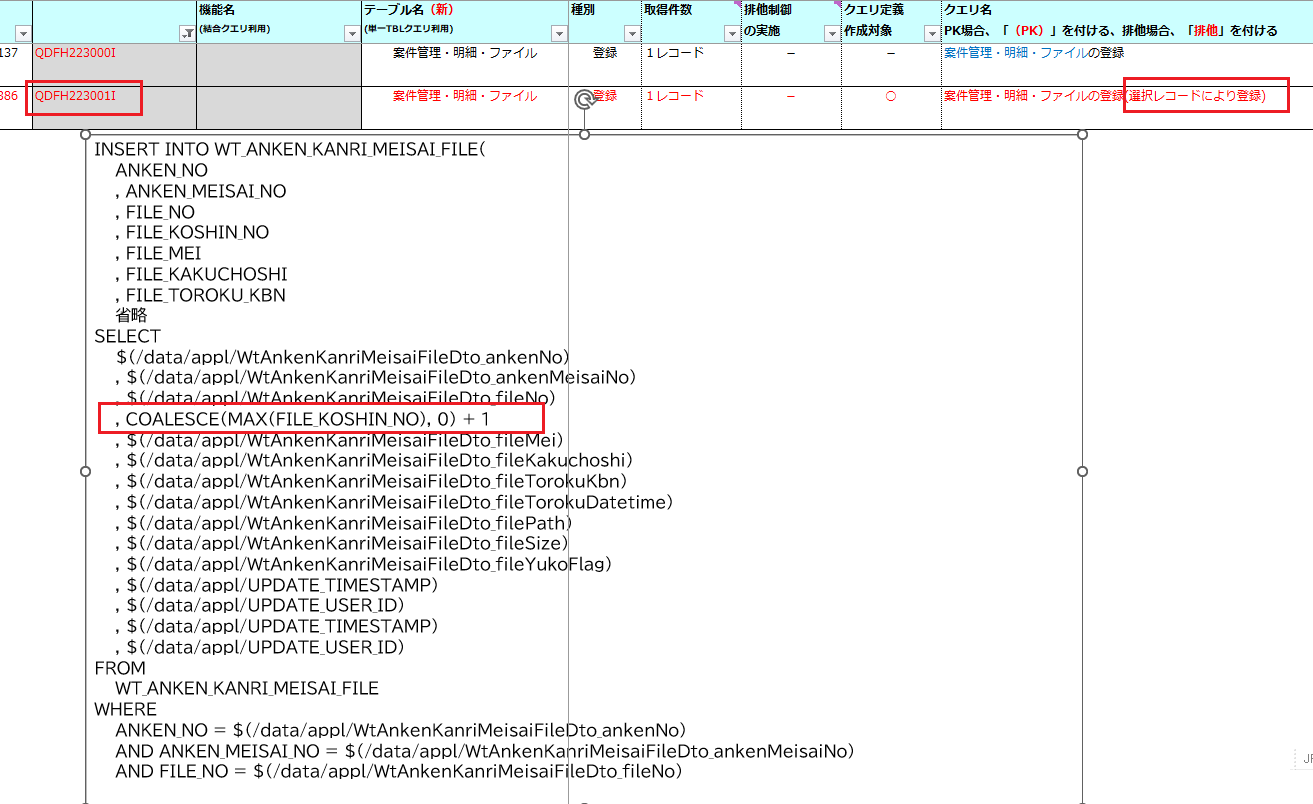 機能名
(結合クエリ利用)
テーブル名（新）
(単一TBLクエリ利用)
種別
取得件数
排他制御
の実施
クエリ定義
作成対象
クエリ名
PK場合、「（PK）」を付ける、排他場合、「排他」を付ける
137 QDFH223000I 案件管理・明細・ファイル 登録 1レコード － － 案件管理・明細・ファイルの登録
386 QDFH223001I 案件管理・明細・ファイル 登録 1レコード － ○ 案件管理・明細・ファイルの登録(選択レコードにより登録)
INSERT INTO WT_ANKEN_KANRI_MEISAI_FILE(
ANKEN_NO
, ANKEN_MEISAI_NO
, FILE_NO
, FILE_KOSHIN_NO
, FILE_MEI
, FILE_KAKUCHOSHI
, FILE_TOROKU_KBN
省略
SELECT
$(/data/appl/WtAnkenKanriMeisaiFileDto_ankenNo)
, $(/data/appl/WtAnkenKanriMeisaiFileDto_ankenMeisaiNo)
, $(/data/appl/WtAnkenKanriMeisaiFileDto_fileNo)
, COALESCE(MAX(FILE_KOSHIN_NO), 0) + 1
, $(/data/appl/WtAnkenKanriMeisaiFileDto_fileMei)
, $(/data/appl/WtAnkenKanriMeisaiFileDto_fileKakuchoshi)
, $(/data/appl/WtAnkenKanriMeisaiFileDto_fileTorokuKbn)
, $(/data/appl/WtAnkenKanriMeisaiFileDto_fileTorokuDatetime)
, $(/data/appl/WtAnkenKanriMeisaiFileDto_filePath)
, $(/data/appl/WtAnkenKanriMeisaiFileDto_fileSize)
, $(/data/appl/WtAnkenKanriMeisaiFileDto_fileYukoFlag)
, $(/data/appl/UPDATE_TIMESTAMP)
, $(/data/appl/UPDATE_USER_ID)
, $(/data/appl/UPDATE_TIMESTAMP)
, $(/data/appl/UPDATE_USER_ID)
FROM
WT_ANKEN_KANRI_MEISAI_FILE
WHERE
ANKEN_NO = $(/data/appl/WtAnkenKanriMeisaiFileDto_ankenNo)
AND ANKEN_MEISAI_NO = $(/data/appl/WtAnkenKanriMeisaiFileDto_ankenMeisaiNo)
AND FILE_NO = $(/data/appl/WtAnkenKanriMeisaiFileDto_fileNo)